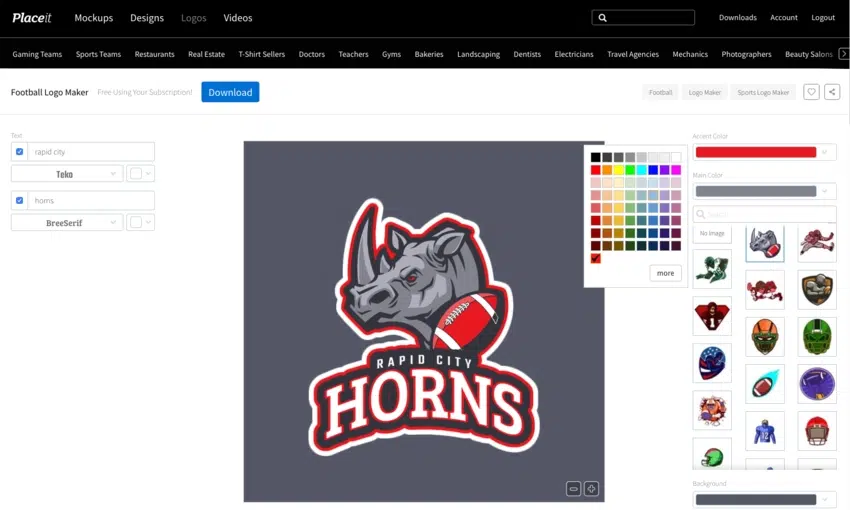 Placeit Mockups Designs Logos Videos Downloads Account Logout
Gaming Teams Sports Teams Restaurants Real Estate T-Shirt Sellers Doctors Teachers Gyms Bakeries Landscaping Dentists Electricians Travel Agencies Mechanics Photographers Beauty Salons
Football Logo Maker Free Using Your Subscription! Download Football Logo Maker Sports Logo Maker
Text
rapid city
Teko
horns
BreeSerif
RAPID CITY
HORNS
more
Accent Color
Main Color
Search
No Image
Background